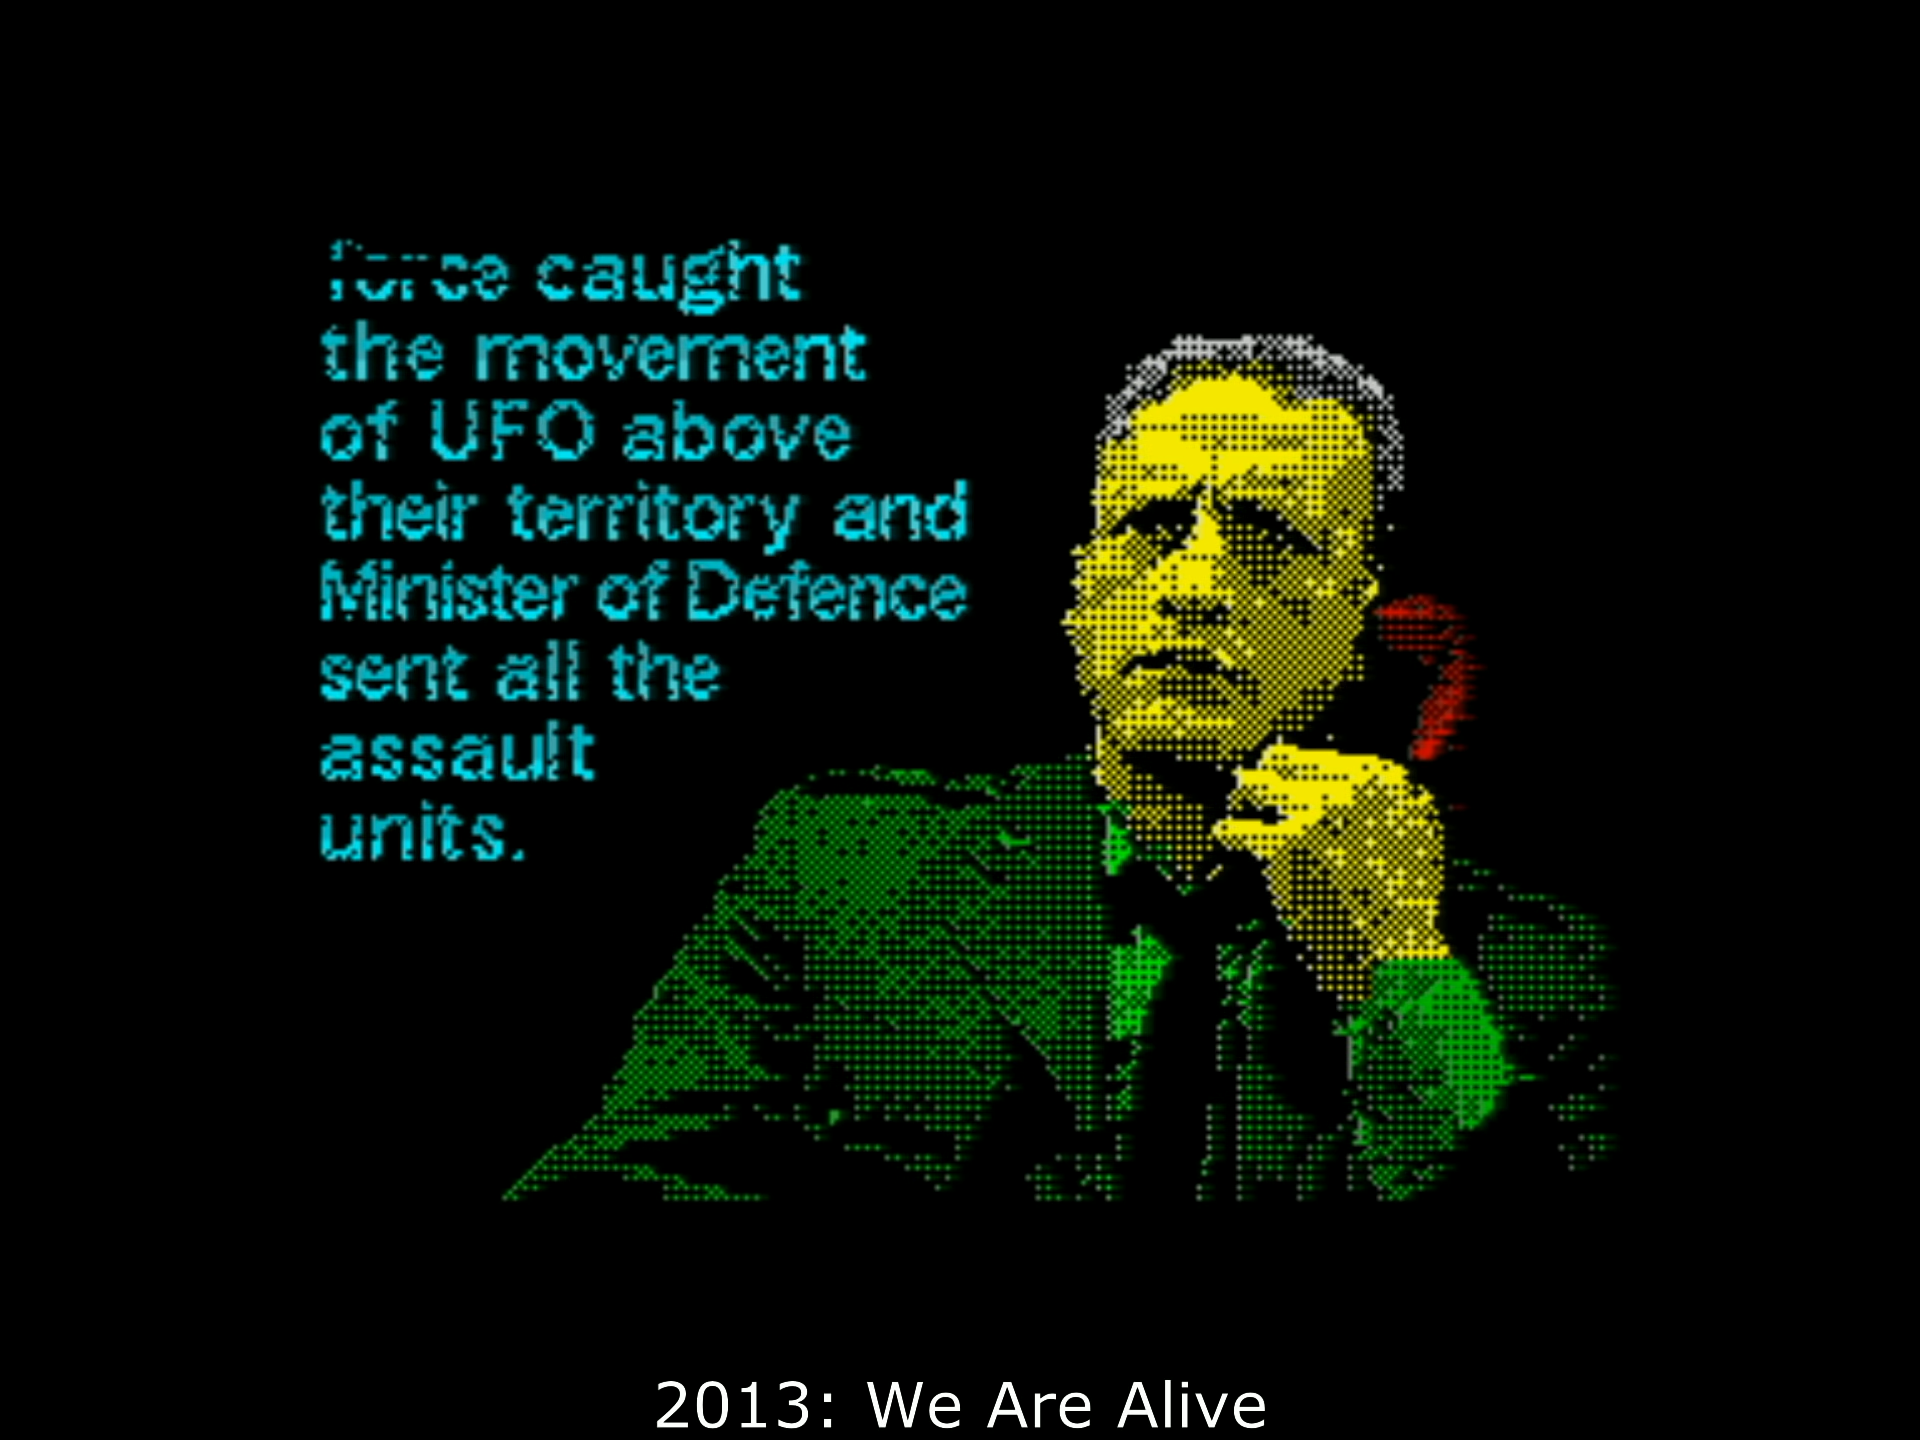 force caught
the movement
of UFO above
their territory and
Minister of Defence
sent all the
assault
units.
2013: We Are Alive